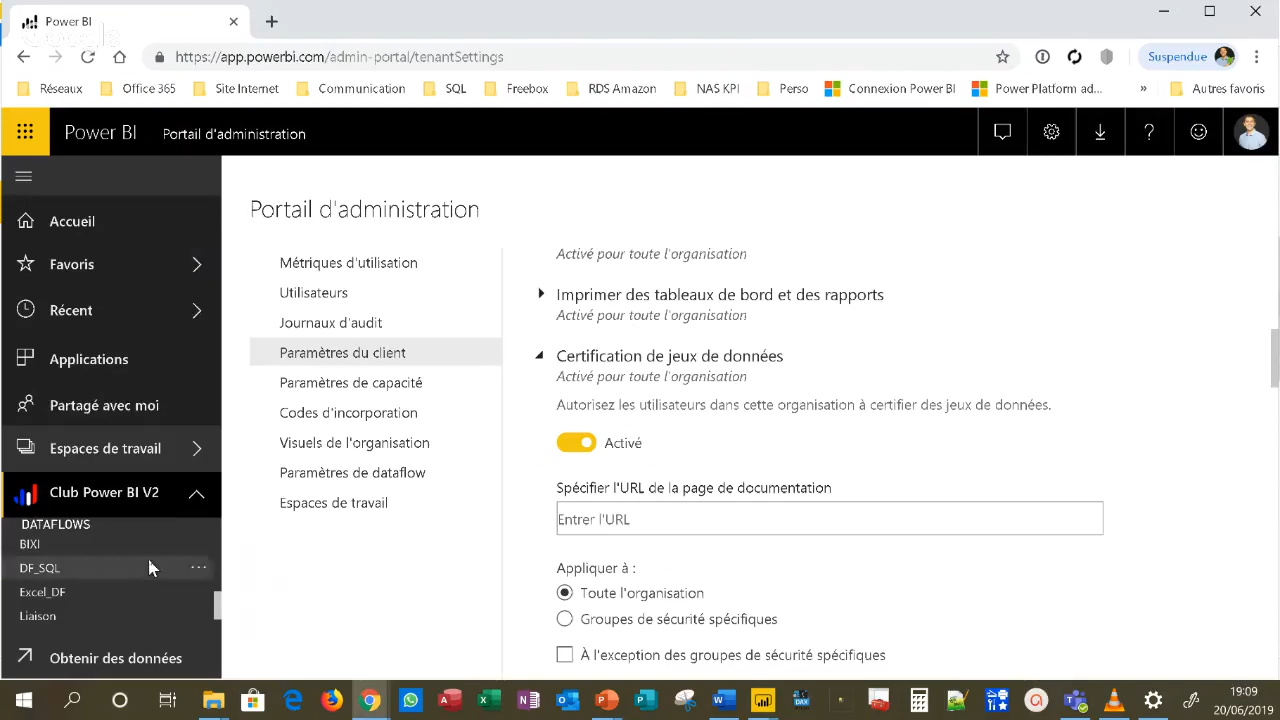 Power BI
https://app.powerbi.com/admin-portal/tenantSettings
Suspendue
Réseaux
Office 365
Site Internet
Communication
SQL
Freebox
RDS Amazon
NAS KPI
Perso
Connexion Power BI
Power Platform ad...
»
Autres favoris
Power BI
Portail d'administration
Accueil
Favoris
Récent
Applications
Partagé avec moi
Espaces de travail
Club Power BI V2
DATAFLOWS
BIXI
DF_SQL
Excel_DF
Liaison
Obtenir des données
Portail d'administration
Métriques d'utilisation
Utilisateurs
Journaux d'audit
Paramètres du client
Paramètres de capacité
Codes d'incorporation
Visuels de l'organisation
Paramètres de dataflow
Espaces de travail
Activé pour toute l'organisation
Imprimer des tableaux de bord et des rapports
Activé pour toute l'organisation
Certification de jeux de données
Activé pour toute l'organisation
Autorisez les utilisateurs dans cette organisation à certifier des jeux de données.
Activé
Spécifier l'URL de la page de documentation
Entrer l'URL
Appliquer à :
Toute l'organisation
Groupes de sécurité spécifiques
À l'exception des groupes de sécurité spécifiques
19:09
20/06/2019